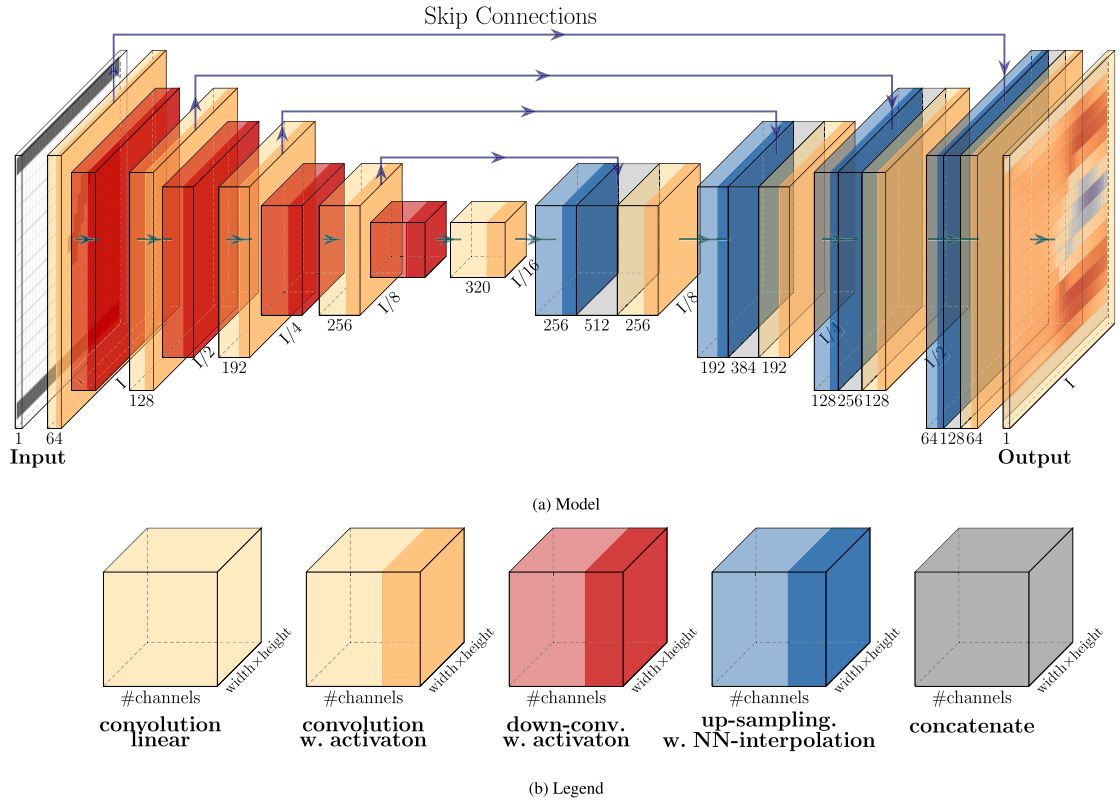 Skip Connections
1
64
I
128
I/2
192
I/4
256
I/8
320
I/16
256 512 256
I/8
192 384 192
I/4
128 256 128
I/2
64 128 64
1
I
Input
Output
(a) Model
#channels
width×height
convolution
linear
#channels
width×height
convolution
w. activaton
#channels
width×height
down-conv.
w. activaton
#channels
width×height
up-sampling.
w. NN-interpolation
#channels
width×height
concatenate
(b) Legend